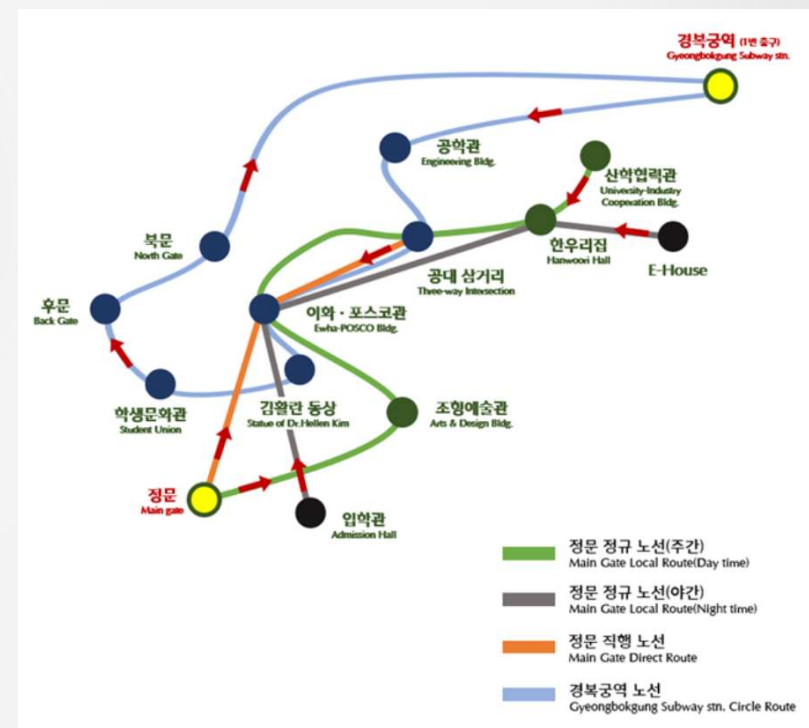 경복궁역 (1번 출구)
Gyeongbokgung Subway stn.
공학관
Engineering Bldg.
산학협력관
University-Industry
Cooperation Bldg.
북문
North Gate
한우리집
Hanwoori Hall
E-House
공대 삼거리
Three-way Intersection
후문
Back Gate
이화 · 포스코관
Ewha-POSCO Bldg.
학생문화관
Student Union
김활란 동상
Statue of Dr.Hellen Kim
조형예술관
Arts & Design Bldg.
정문
Main gate
입학관
Admission Hall
정문 정규 노선(주간)
Main Gate Local Route(Day time)
정문 정규 노선(야간)
Main Gate Local Route(Night time)
정문 직행 노선
Main Gate Direct Route
경복궁역 노선
Gyeongbokgung Subway stn. Circle Route